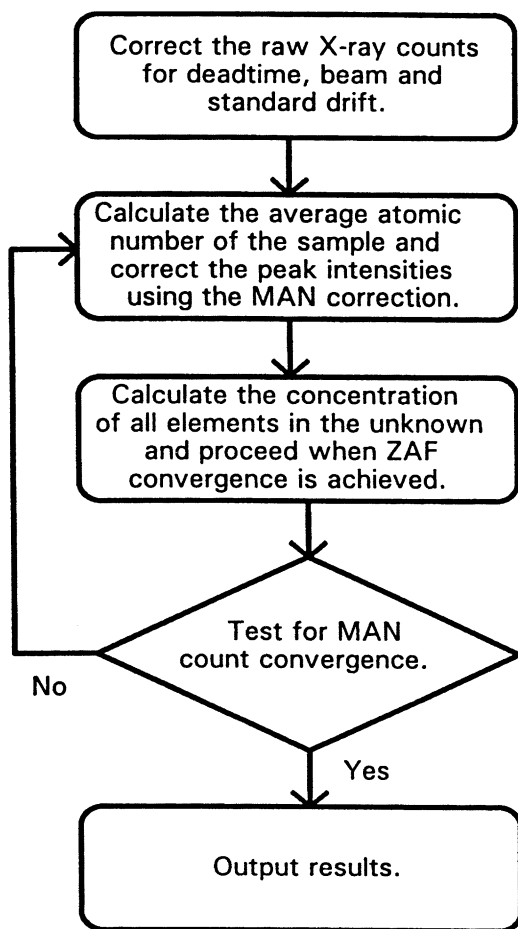 Correct the raw X-ray counts
for deadtime, beam and
standard drift.
Calculate the average atomic
number of the sample and
correct the peak intensities
using the MAN correction.
Calculate the concentration
of all elements in the unknown
and proceed when ZAF
convergence is achieved.
Test for MAN
count convergence.
No
Yes
Output results.